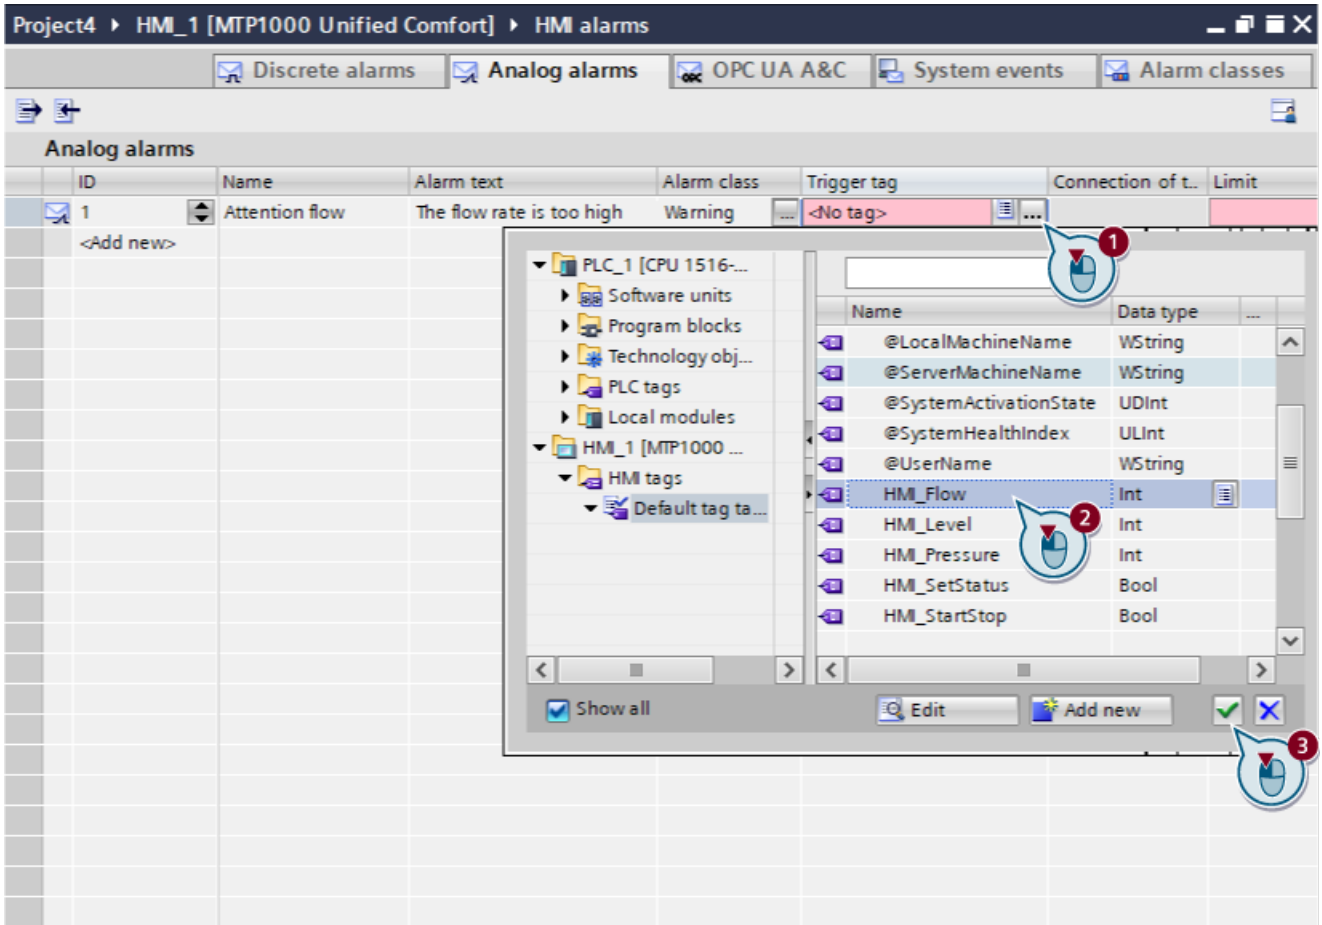 Project4 ▸ HMI_1 [MTP1000 Unified Comfort] ▸ HMI alarms
Discrete alarms Analog alarms OPC UA A&C System events Alarm classes
Analog alarms
ID Name Alarm text Alarm class Trigger tag Connection of t.. Limit
1 Attention flow The flow rate is too high Warning ... <No tag> ...
<Add new>
1
PLC_1 [CPU 1516-...
Software units
Program blocks
Technology obj...
PLC tags
Local modules
HMI_1 [MTP1000 ...
HMI tags
Default tag ta...
Name Data type ...
@LocalMachineName WString
@ServerMachineName WString
@SystemActivationState UDInt
@SystemHealthIndex ULInt
@UserName WString
HMI_Flow Int
2
HMI_Level Int
HMI_Pressure Int
HMI_SetStatus Bool
HMI_StartStop Bool
Show all Edit Add new
3